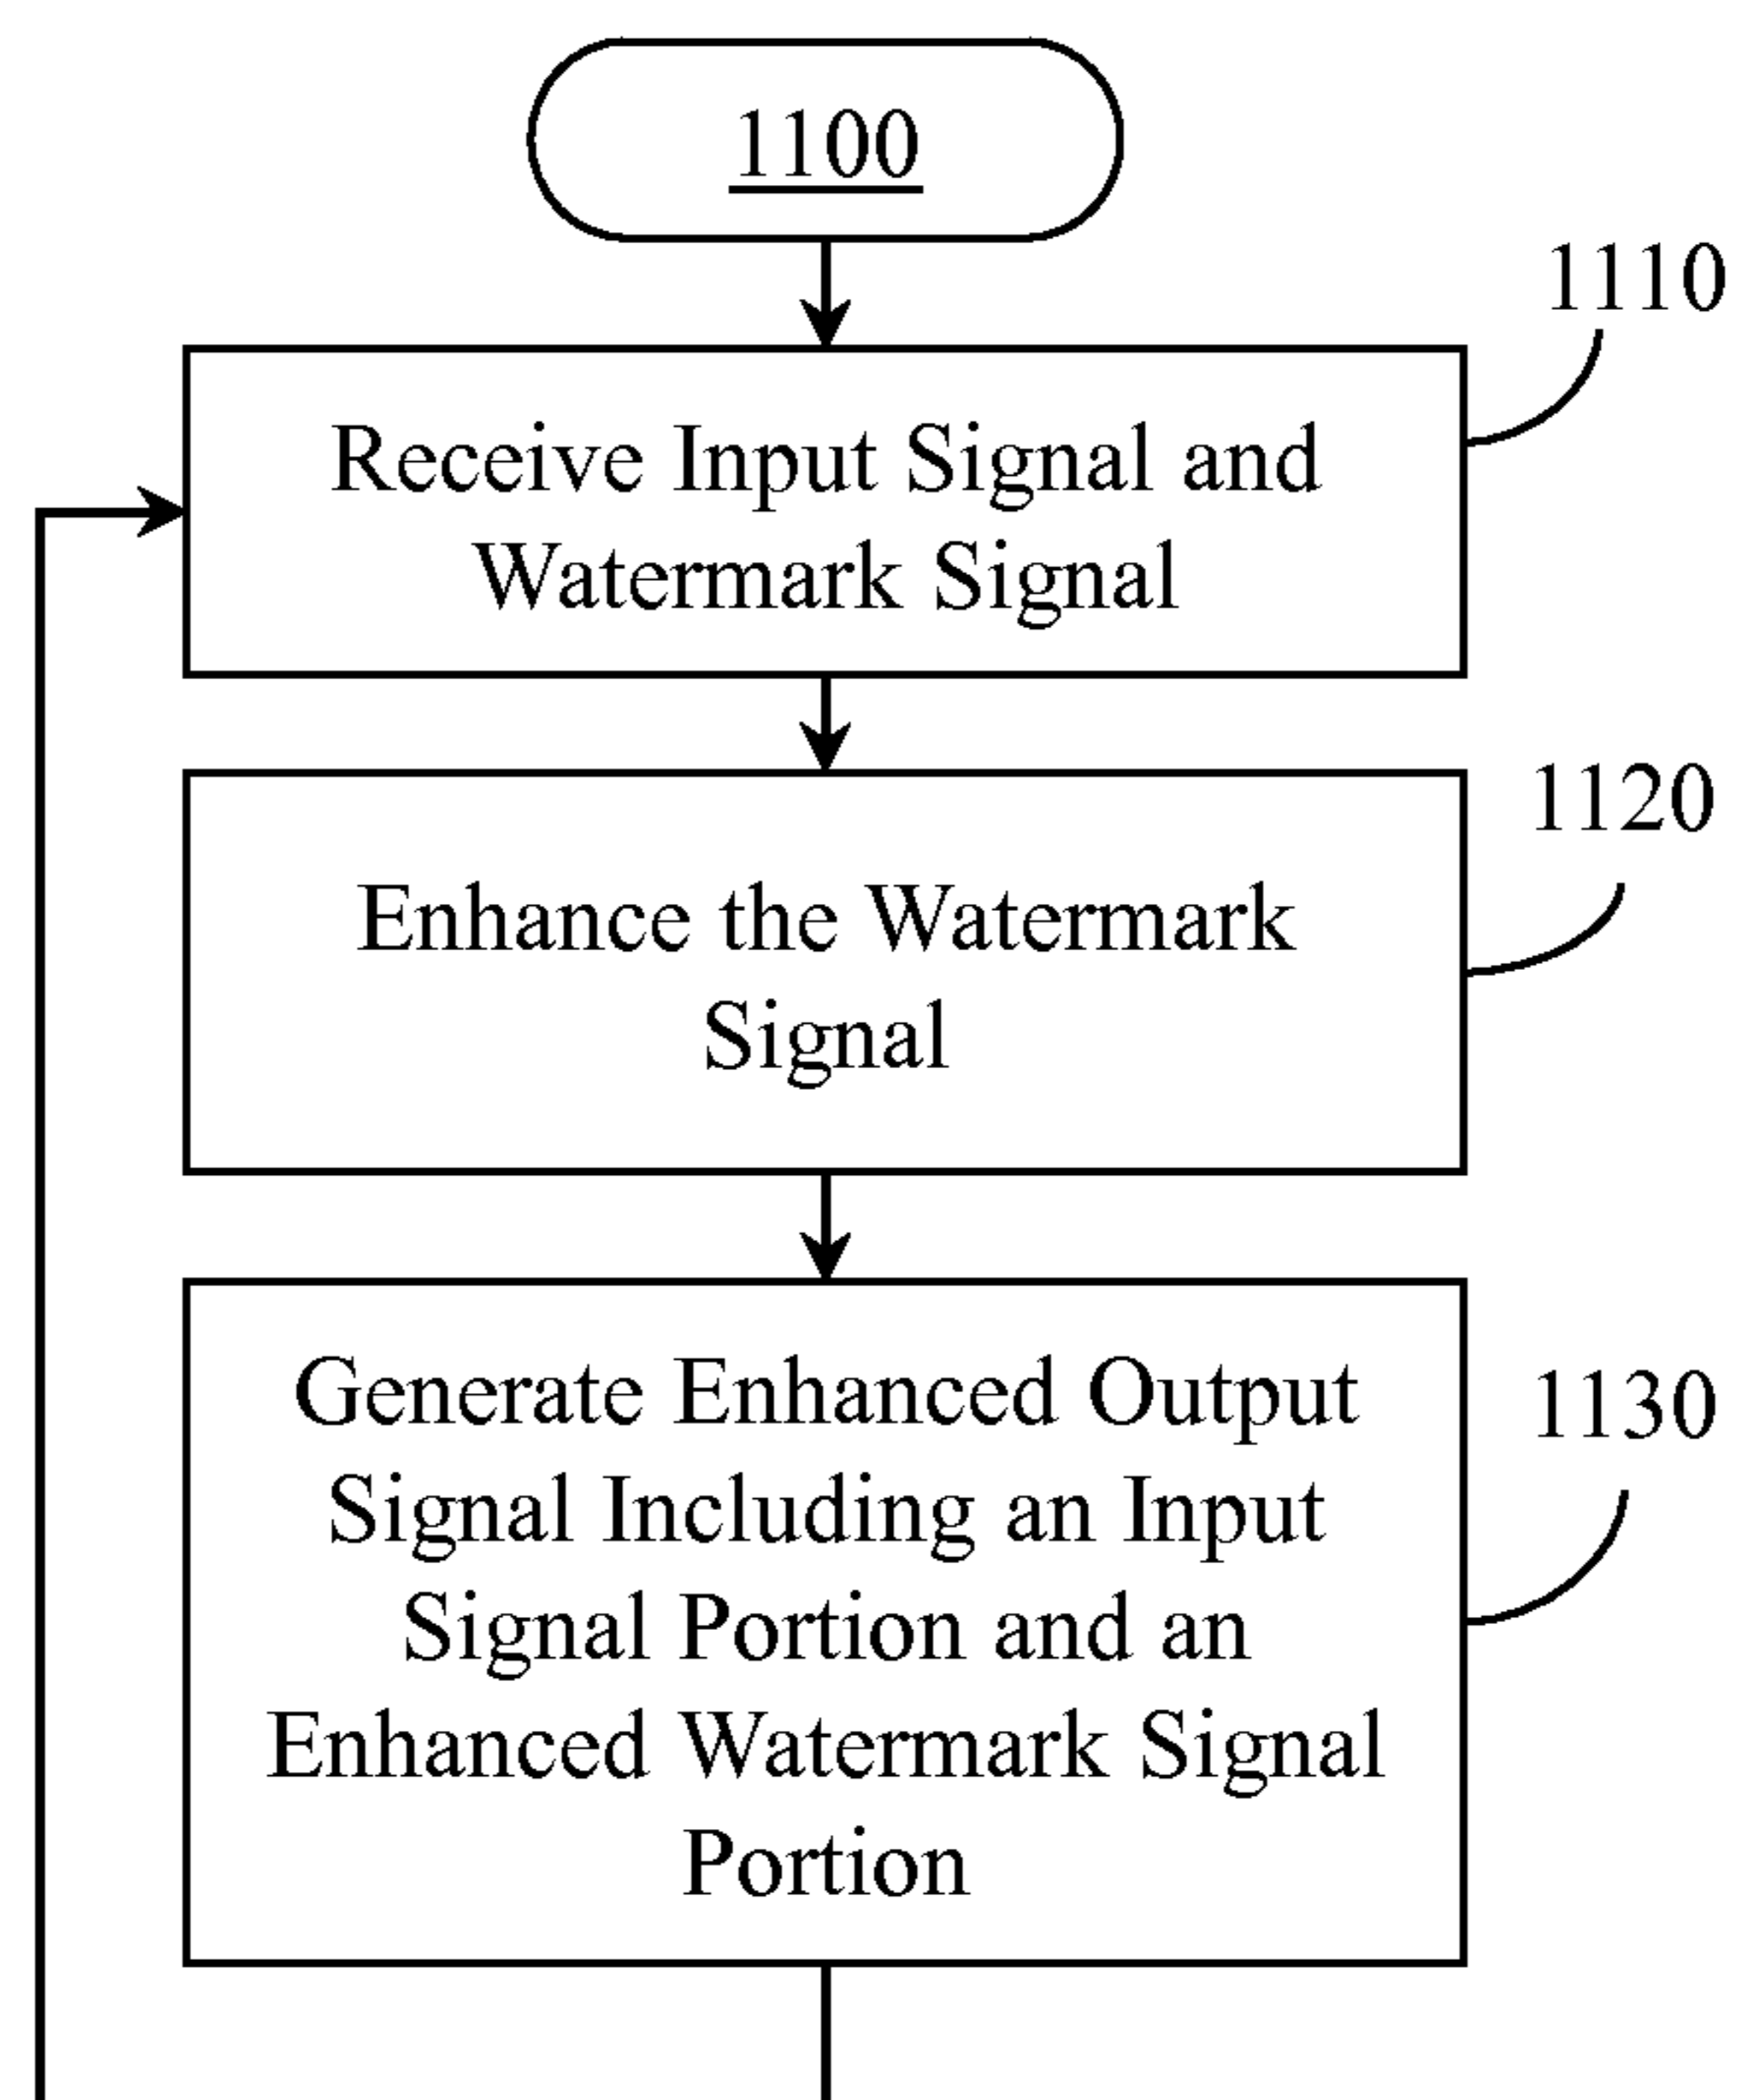 1100
1110
Receive Input Signal and
Watermark Signal
1120
Enhance the Watermark
Signal
1130
Generate Enhanced Output
Signal Including an Input
Signal Portion and an
Enhanced Watermark Signal
Portion